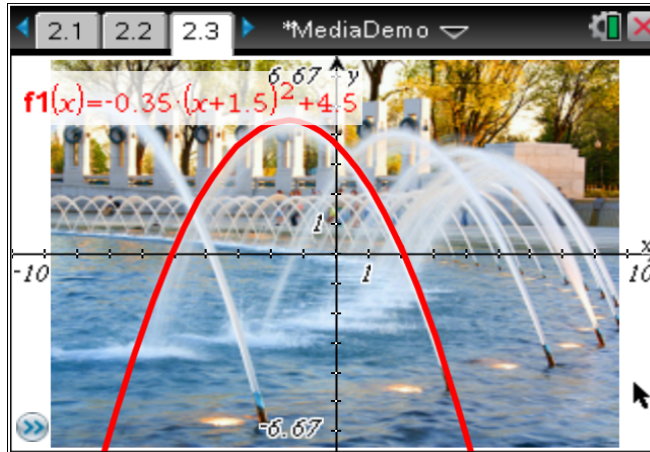 2.1 2.2 2.3 *MediaDemo
6.67 y
f1(x)=-0.35·(x+1.5)²+4.5
1
x
-10 1 10
-6.67